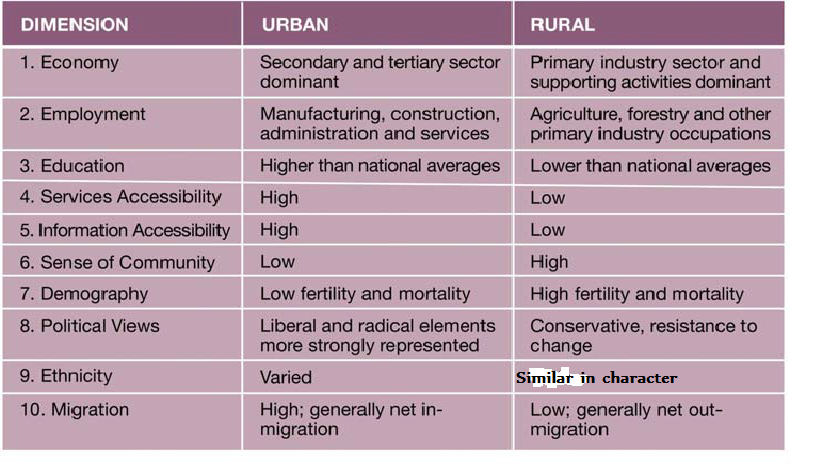 DIMENSION URBAN RURAL
1. Economy Secondary and tertiary sector dominant Primary industry sector and supporting activities dominant
2. Employment Manufacturing, construction, administration and services Agriculture, forestry and other primary industry occupations
3. Education Higher than national averages Lower than national averages
4. Services Accessibility High Low
5. Information Accessibility High Low
6. Sense of Community Low High
7. Demography Low fertility and mortality High fertility and mortality
8. Political Views Liberal and radical elements more strongly represented Conservative, resistance to change
9. Ethnicity Varied Similar in character
10. Migration High; generally net in-migration Low; generally net out-migration